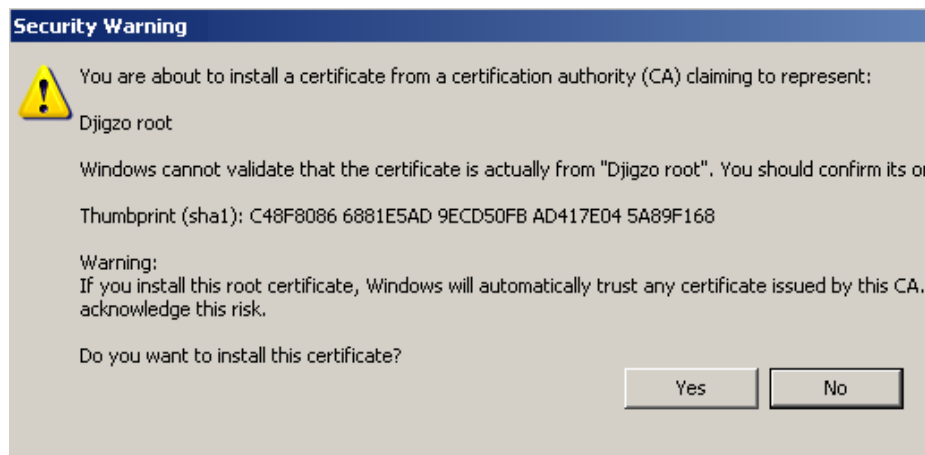 Security Warning
You are about to install a certificate from a certification authority (CA) claiming to represent:
Djigzo root
Windows cannot validate that the certificate is actually from "Djigzo root". You should confirm its
Thumbprint (sha1): C48F8086 6881E5AD 9ECD50FB AD417E04 5A89F168
Warning:
If you install this root certificate, Windows will automatically trust any certificate issued by this CA.
acknowledge this risk.
Do you want to install this certificate?
Yes
No